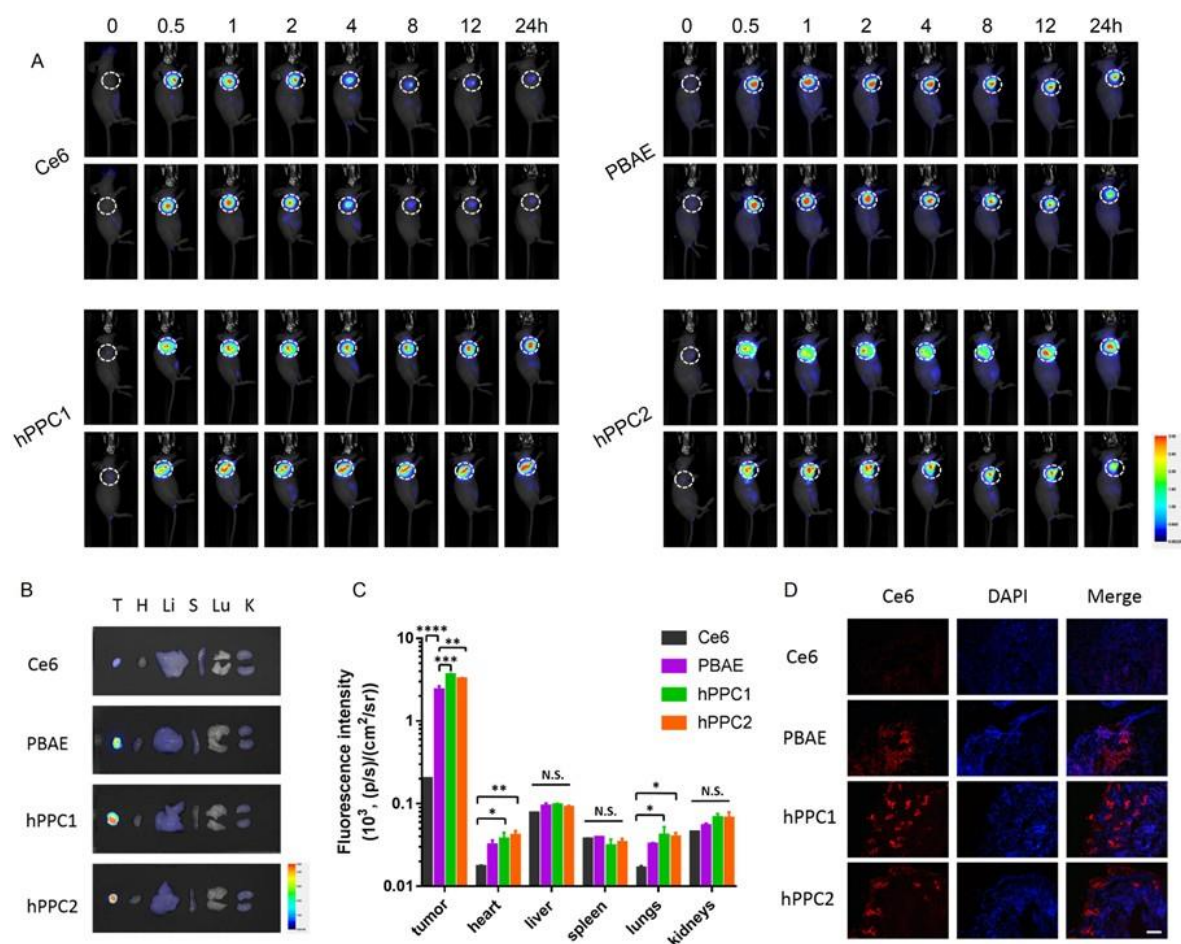 0 0.5 1 2 4 8 12 24h
0 0.5 1 2 4 8 12 24h
A
Ce6
PBAE
hPPC1
hPPC2
B
T H Li S Lu K
Ce6
PBAE
hPPC1
hPPC2
C
Fluorescence intensity
(10³, (p/s)/(cm²/sr))
10
1
0.1
0.01
****
**
***
**
*
N.S.
N.S.
*
*
N.S.
Ce6
PBAE
hPPC1
hPPC2
tumor
heart
liver
spleen
lungs
kidneys
D
Ce6 DAPI Merge
Ce6
PBAE
hPPC1
hPPC2